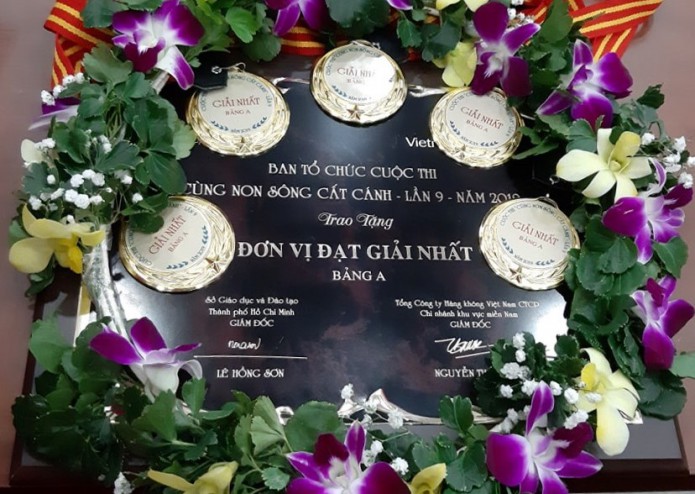 GIẢI NHẤT
BẢNG A
GIẢI NHẤT
BẢNG A
GIẢI NHẤT
BẢNG A
GIẢI NHẤT
BẢNG A
GIẢI NHẤT
BẢNG A
BAN TỔ CHỨC CUỘC THI
CÙNG NON SÔNG CẤT CÁNH - LẦN 9 - NĂM 2019
Trao Tặng
ĐƠN VỊ ĐẠT GIẢI NHẤT
BẢNG A
Sở Giáo dục và Đào tạo
Thành phố Hồ Chí Minh
GIÁM ĐỐC
LÊ HỒNG SƠN
Tổng Công ty Hàng không Việt Nam CTCP
Chi nhánh khu vực miền Nam
GIÁM ĐỐC
NGUYỄN